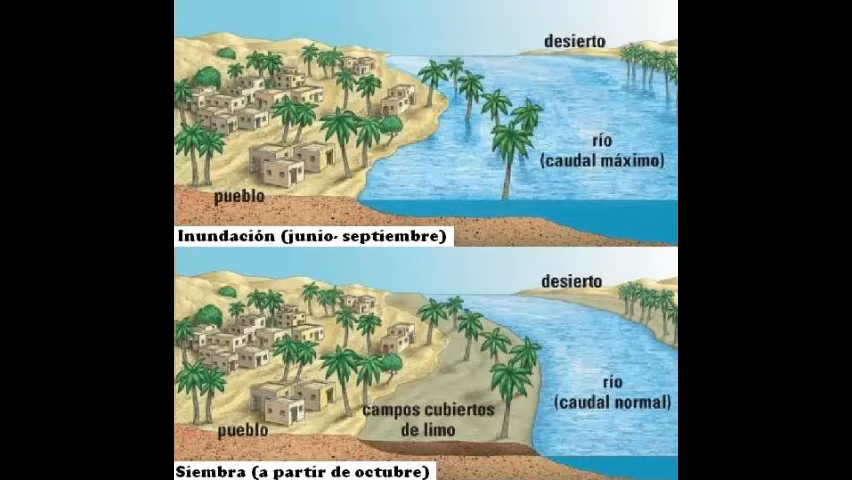 desierto
río
(caudal máximo)
pueblo
Inundación (junio- septiembre)
desierto
río
(caudal normal)
campos cubiertos
de limo
pueblo
Siembra (a partir de octubre)